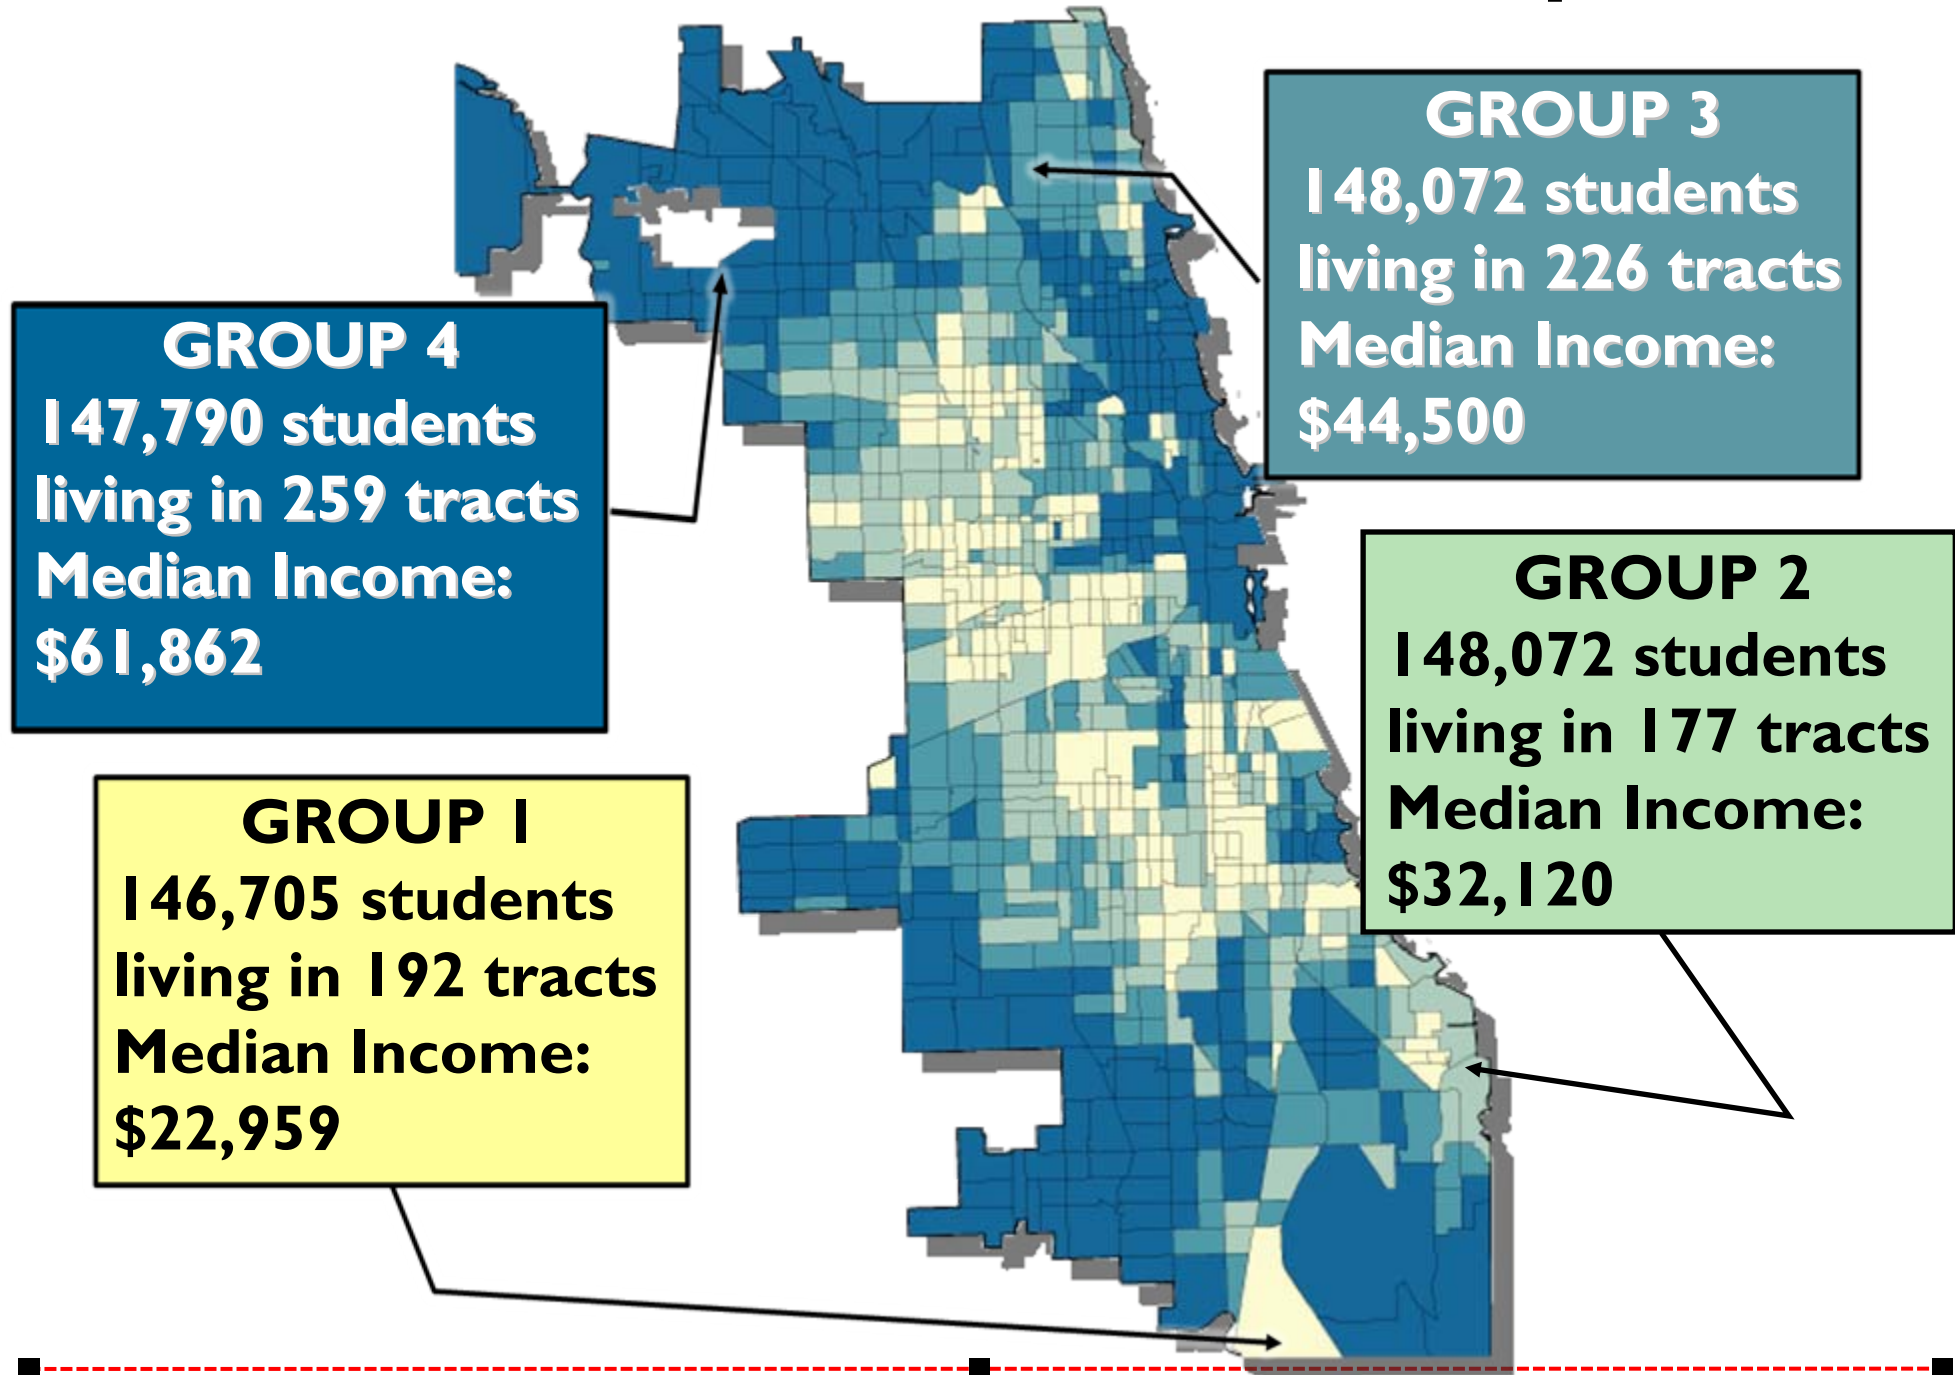 GROUP 3
148,072 students
living in 226 tracts
Median Income:
$44,500
GROUP 4
147,790 students
living in 259 tracts
Median Income:
$61,862
GROUP 2
148,072 students
living in 177 tracts
Median Income:
$32,120
GROUP 1
146,705 students
living in 192 tracts
Median Income:
$22,959